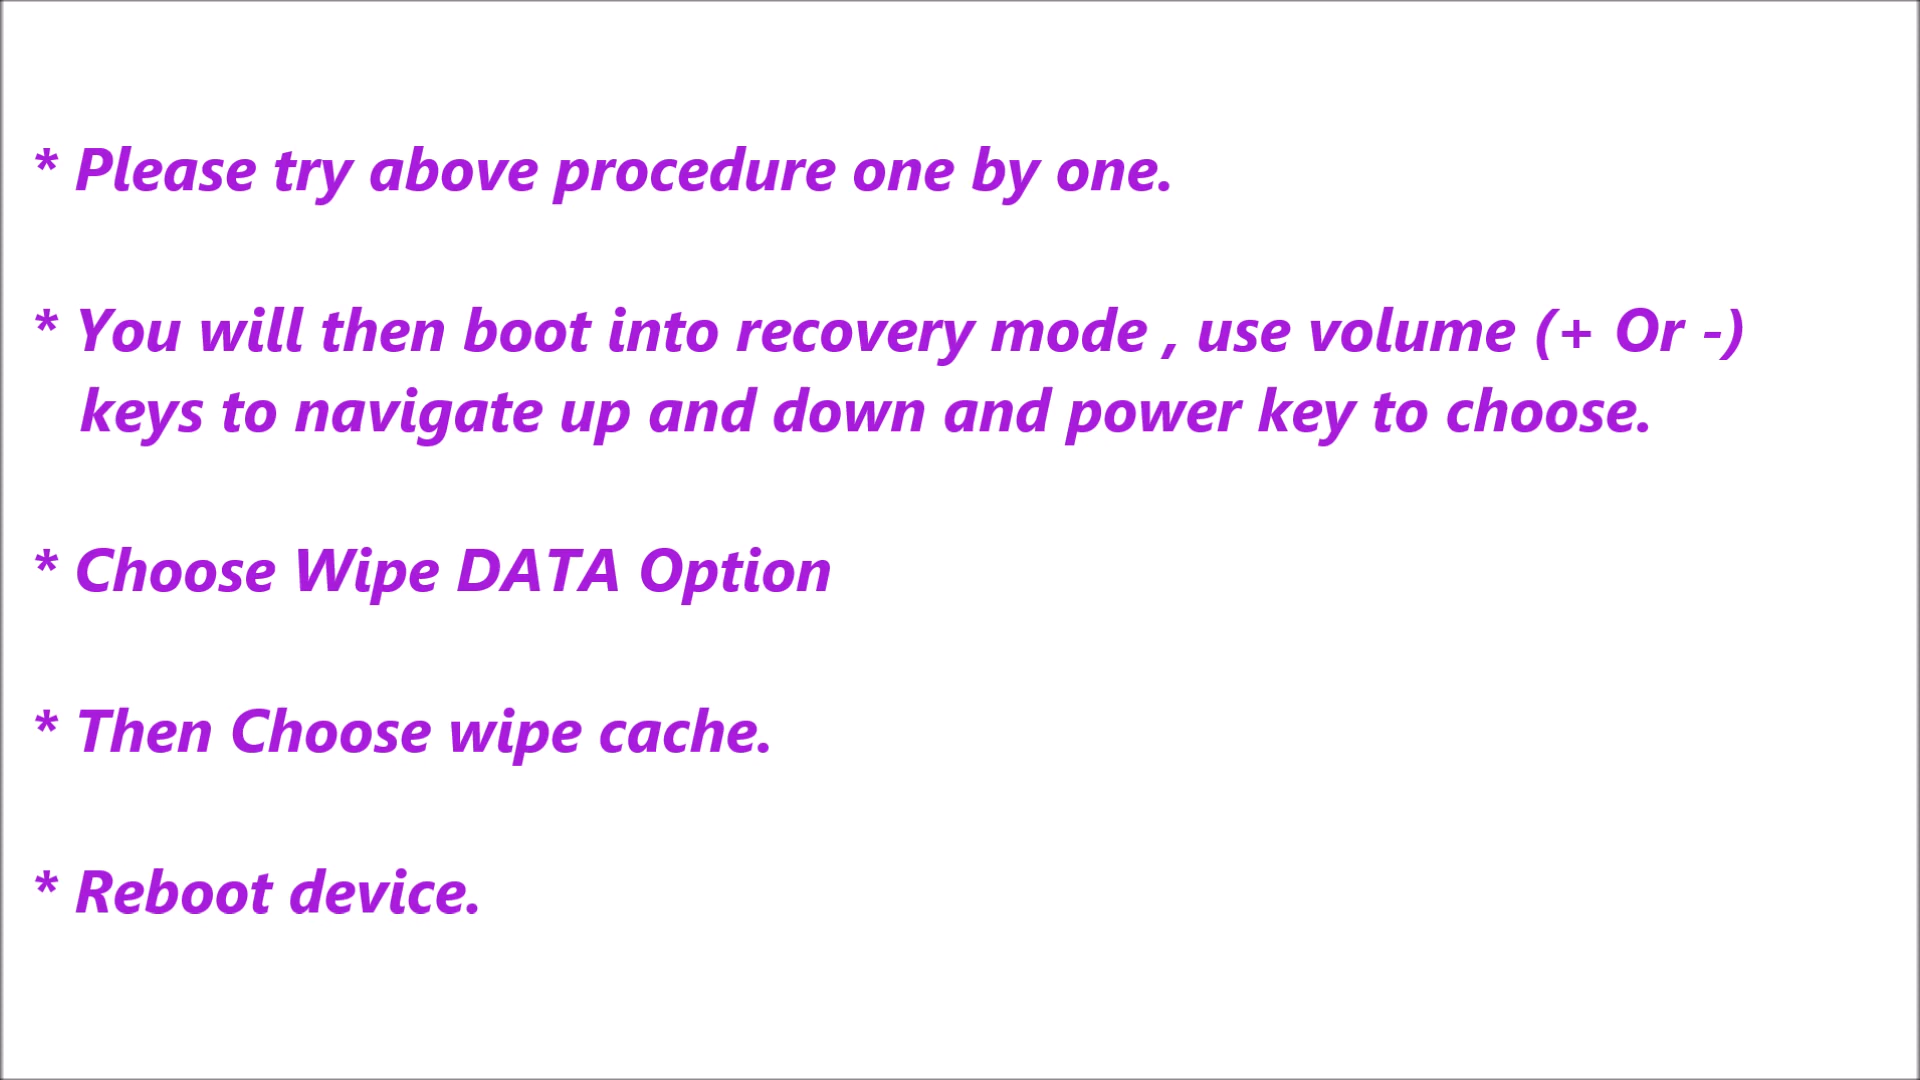 * Please try above procedure one by one.
* You will then boot into recovery mode , use volume (+ Or -)
keys to navigate up and down and power key to choose.
* Choose Wipe DATA Option
* Then Choose wipe cache.
* Reboot device.